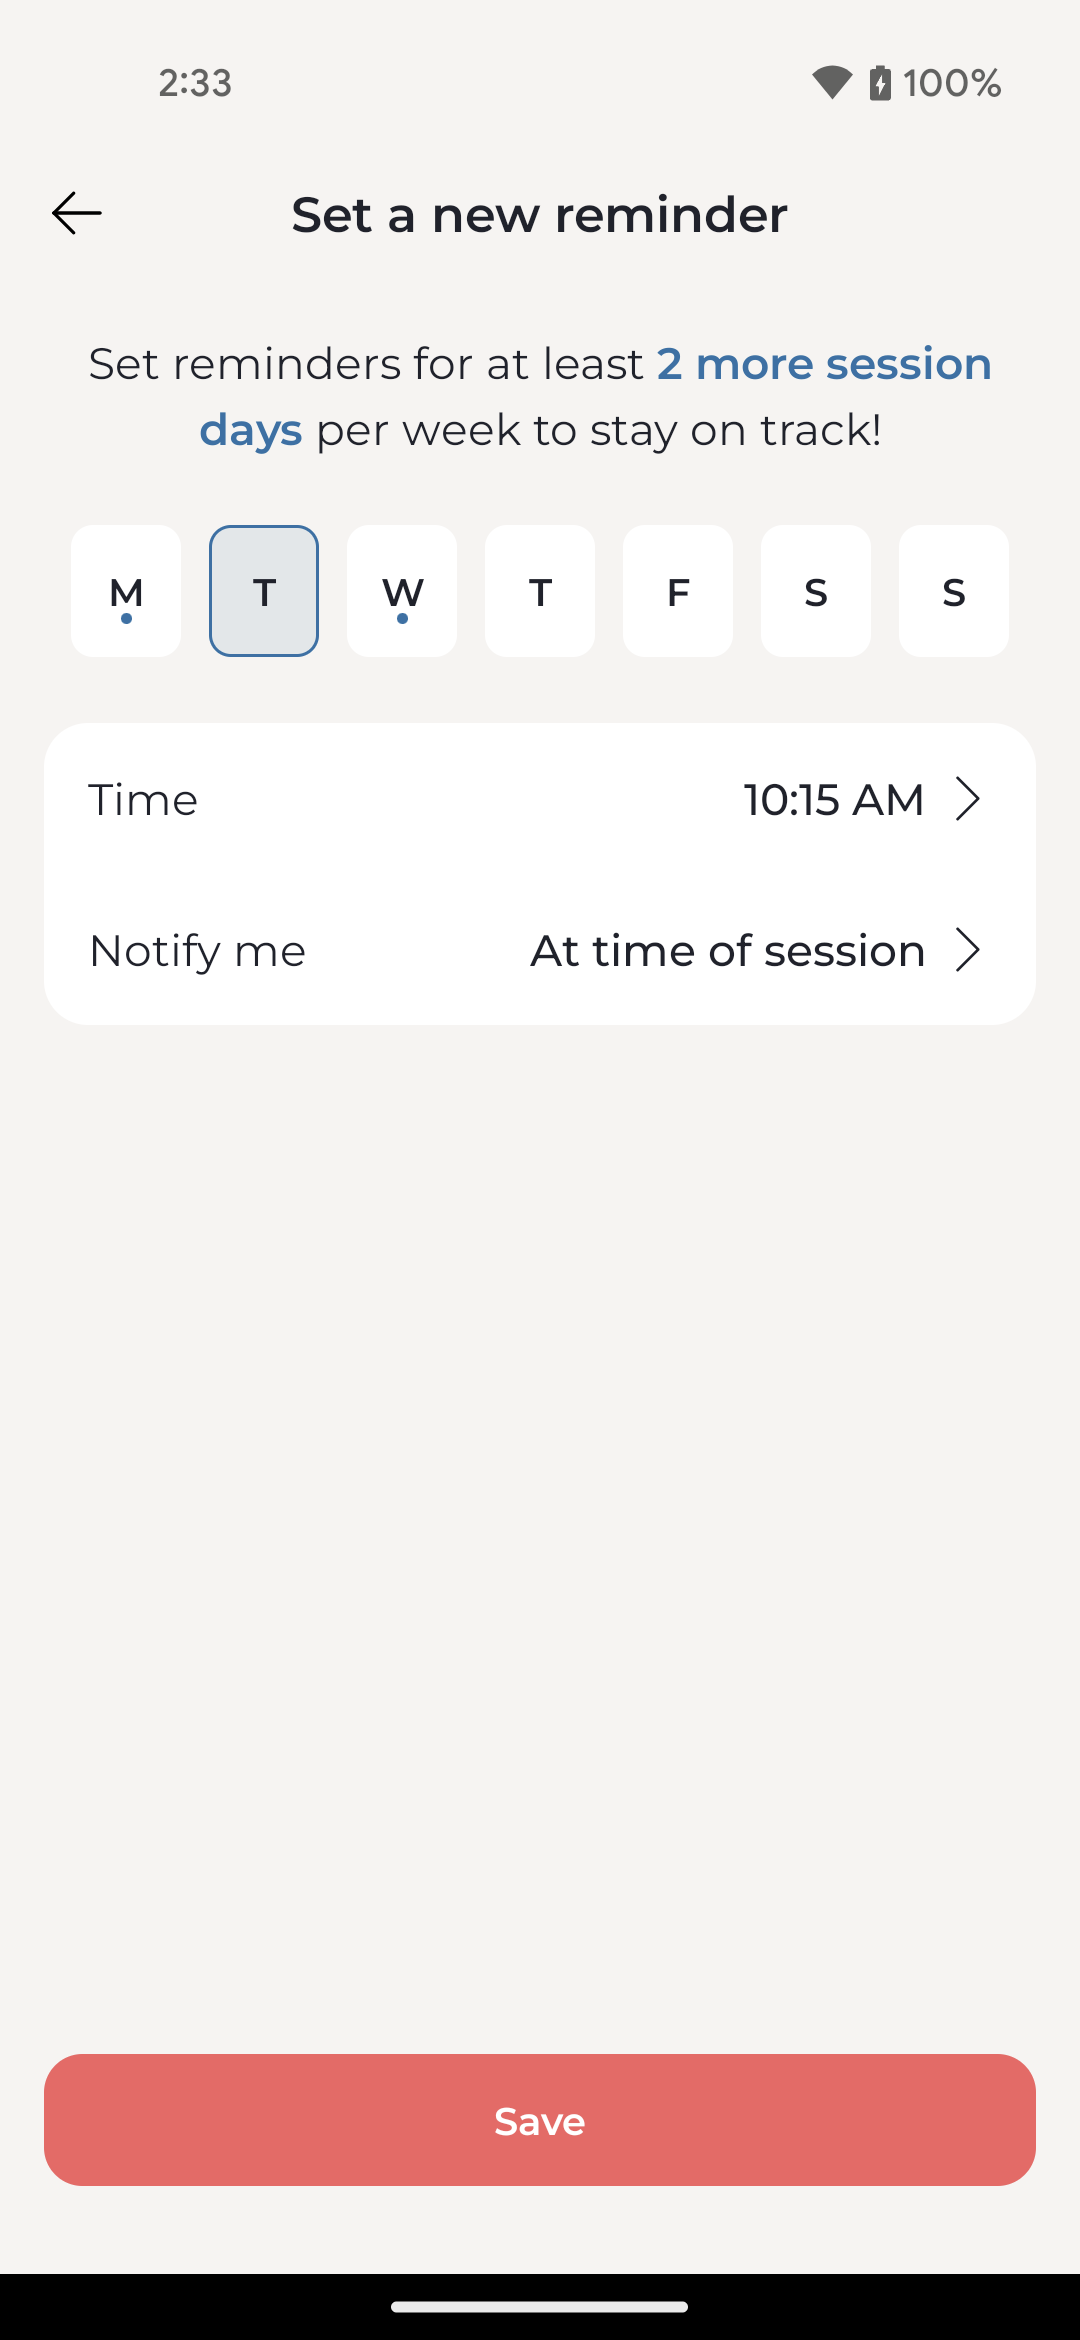 2:33 100%
Set a new reminder
Set reminders for at least 2 more session
days per week to stay on track!
M T W T F S S
Time 10:15 AM
Notify me At time of session
Save